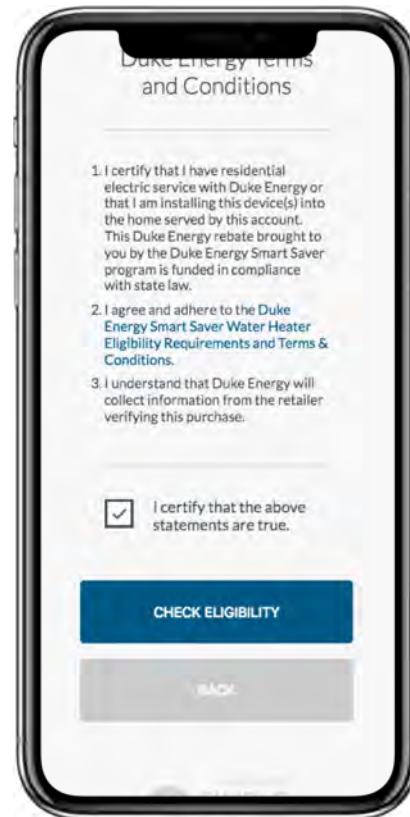 Duke Energy Terms
and Conditions
1. I certify that I have residential
electric service with Duke Energy or
that I am installing this device(s) into
the home served by this account.
This Duke Energy rebate brought to
you by the Duke Energy Smart Saver
program is funded in compliance
with state law.
2. I agree and adhere to the Duke
Energy Smart Saver Water Heater
Eligibility Requirements and Terms &
Conditions.
3. I understand that Duke Energy will
collect information from the retailer
verifying this purchase.
I certify that the above
statements are true.
CHECK ELIGIBILITY
BACK